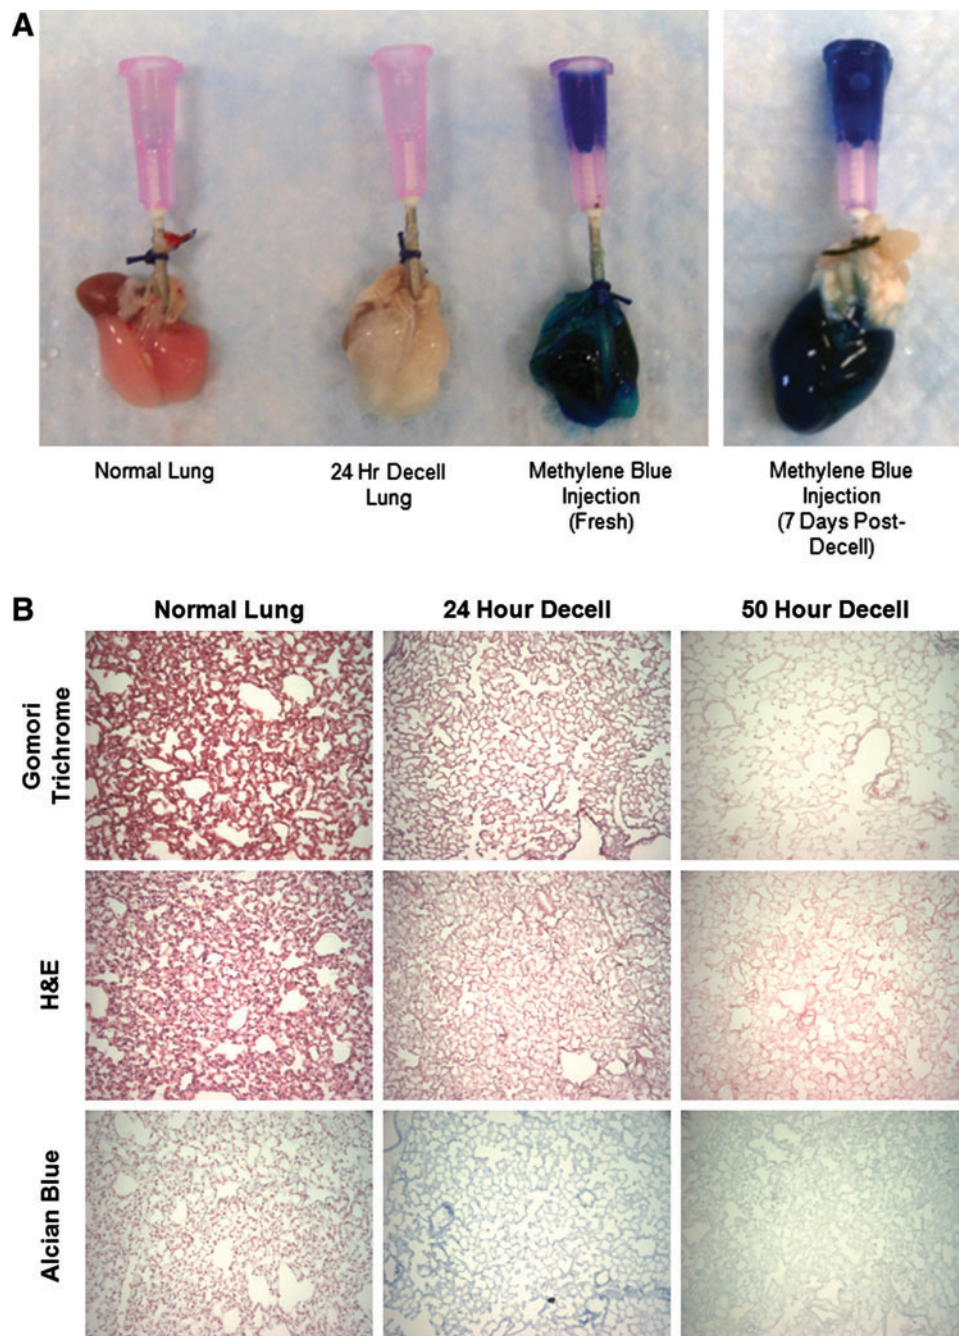 A
Normal Lung
24 Hr Decell
Lung
Methylene Blue
Injection
(Fresh)
Methylene Blue
Injection
(7 Days Post-
Decell)
B
Normal Lung
24 Hour Decell
50 Hour Decell
Gomori
Trichrome
H&E
Alcian Blue